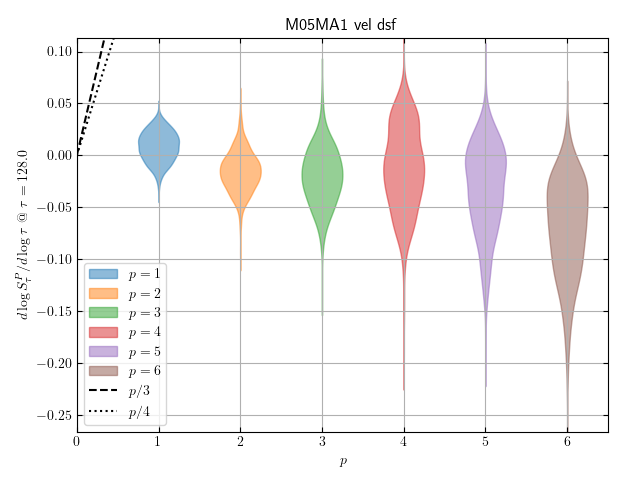 M05MA1 vel dsf
d log S_τ^P / d log τ @ τ = 128.0
0.10
0.05
0.00
−0.05
−0.10
−0.15
−0.20
−0.25
p = 1
p = 2
p = 3
p = 4
p = 5
p = 6
p/3
p/4
0 1 2 3 4 5 6
p